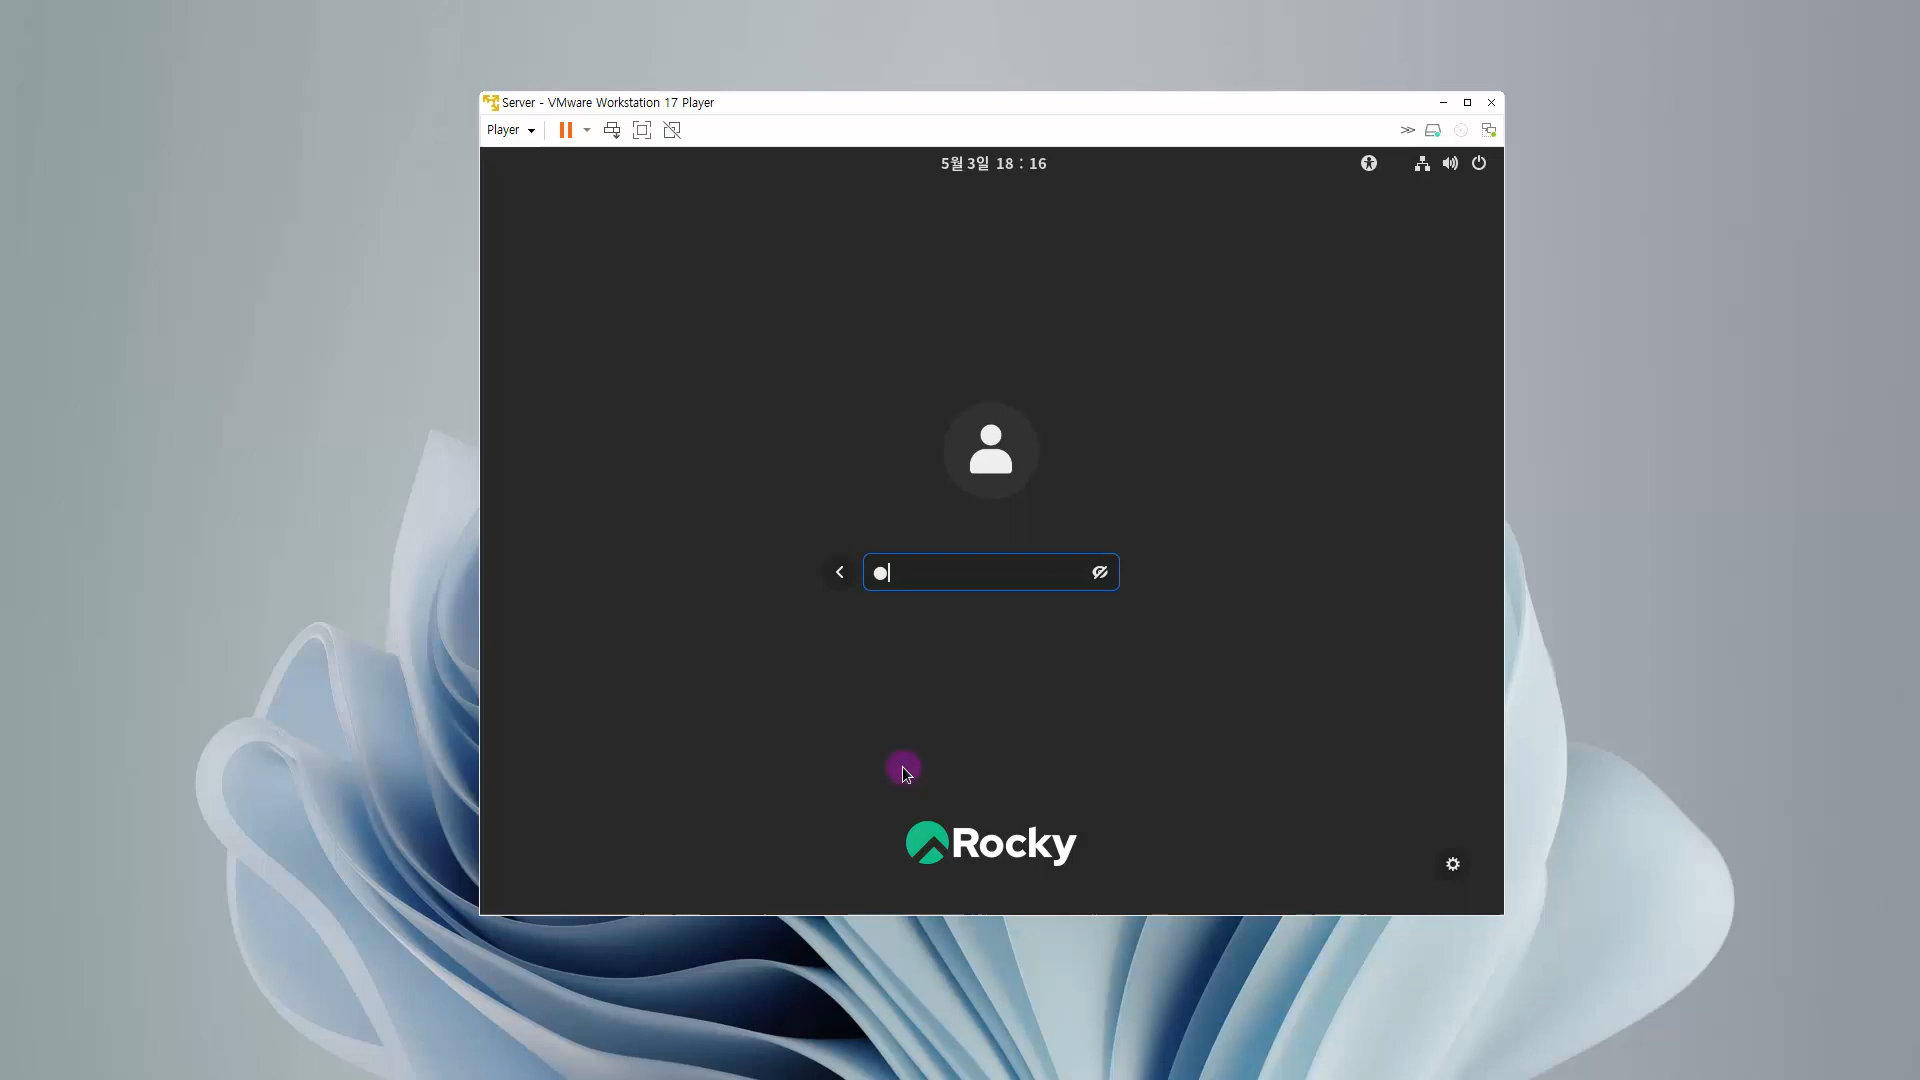 Server - VMware Workstation 17 Player
Player
5월 3일 18 : 16
Rocky